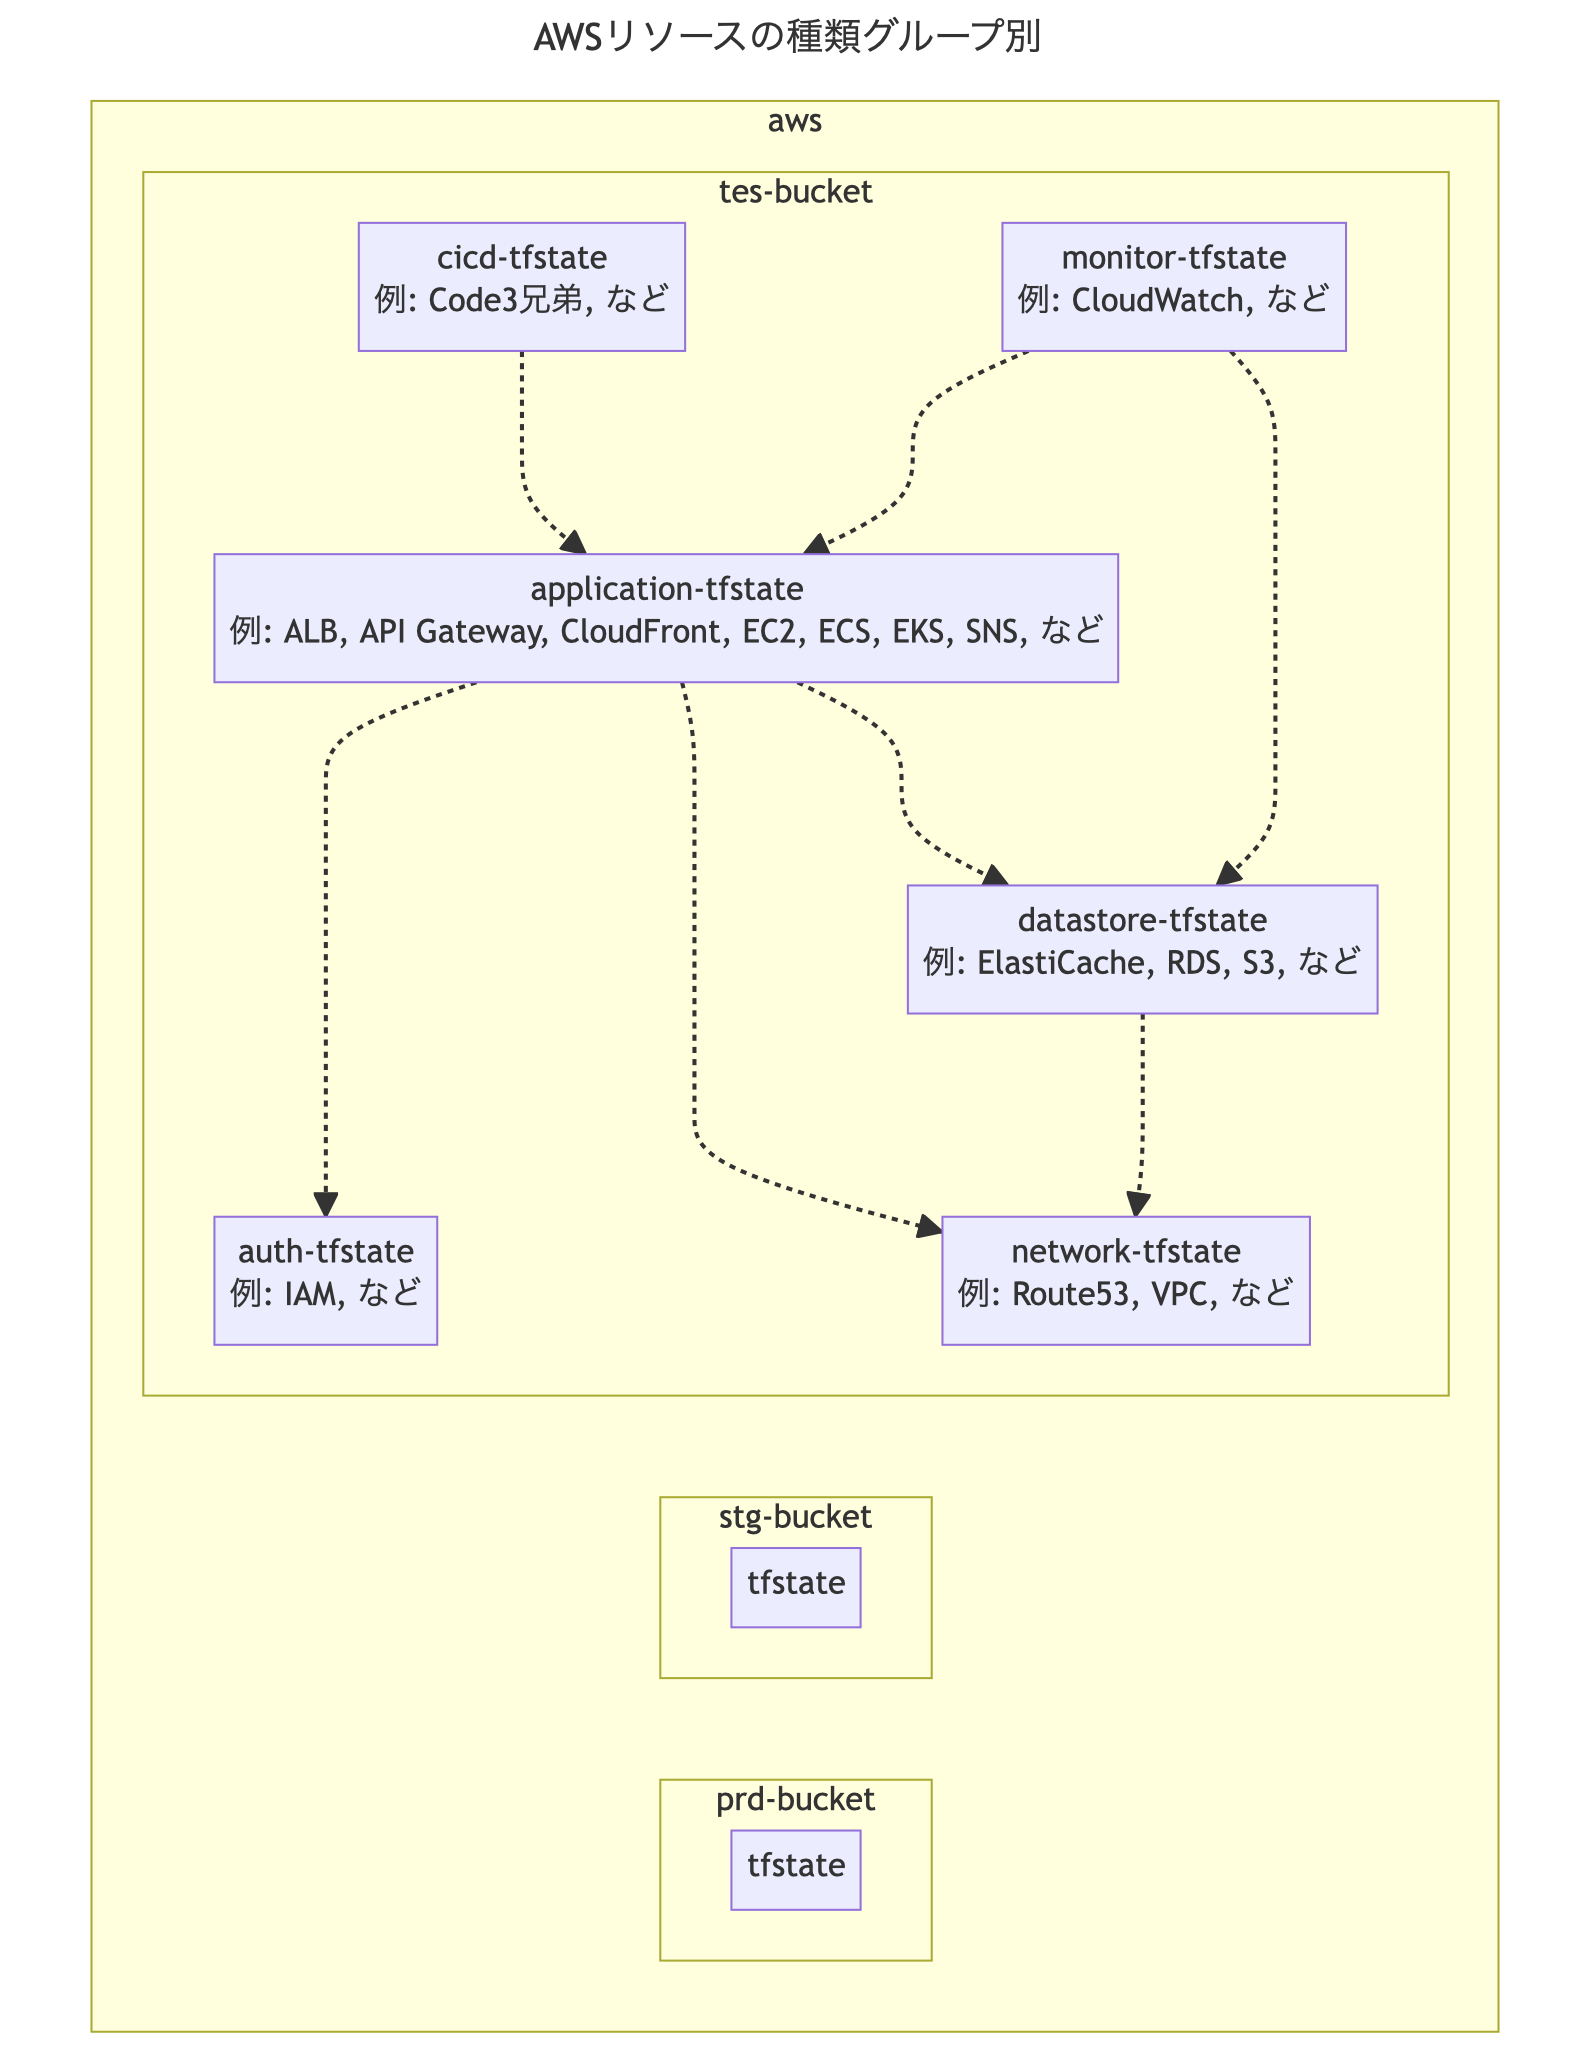 AWSリソースの種類グループ別
aws
tes-bucket
cicd-tfstate
例: Code3兄弟, など
monitor-tfstate
例: CloudWatch, など
application-tfstate
例: ALB, API Gateway, CloudFront, EC2, ECS, EKS, SNS, など
datastore-tfstate
例: ElastiCache, RDS, S3, など
auth-tfstate
例: IAM, など
network-tfstate
例: Route53, VPC, など
stg-bucket
tfstate
prd-bucket
tfstate